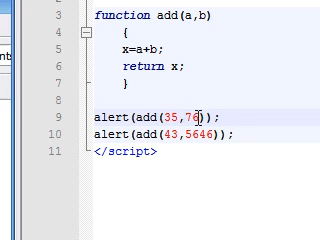 3 function add(a,b)
4 {
5 x=a+b;
6 return x;
7 }
8
9 alert(add(35,76));
10 alert(add(43,5646));
11 </script>